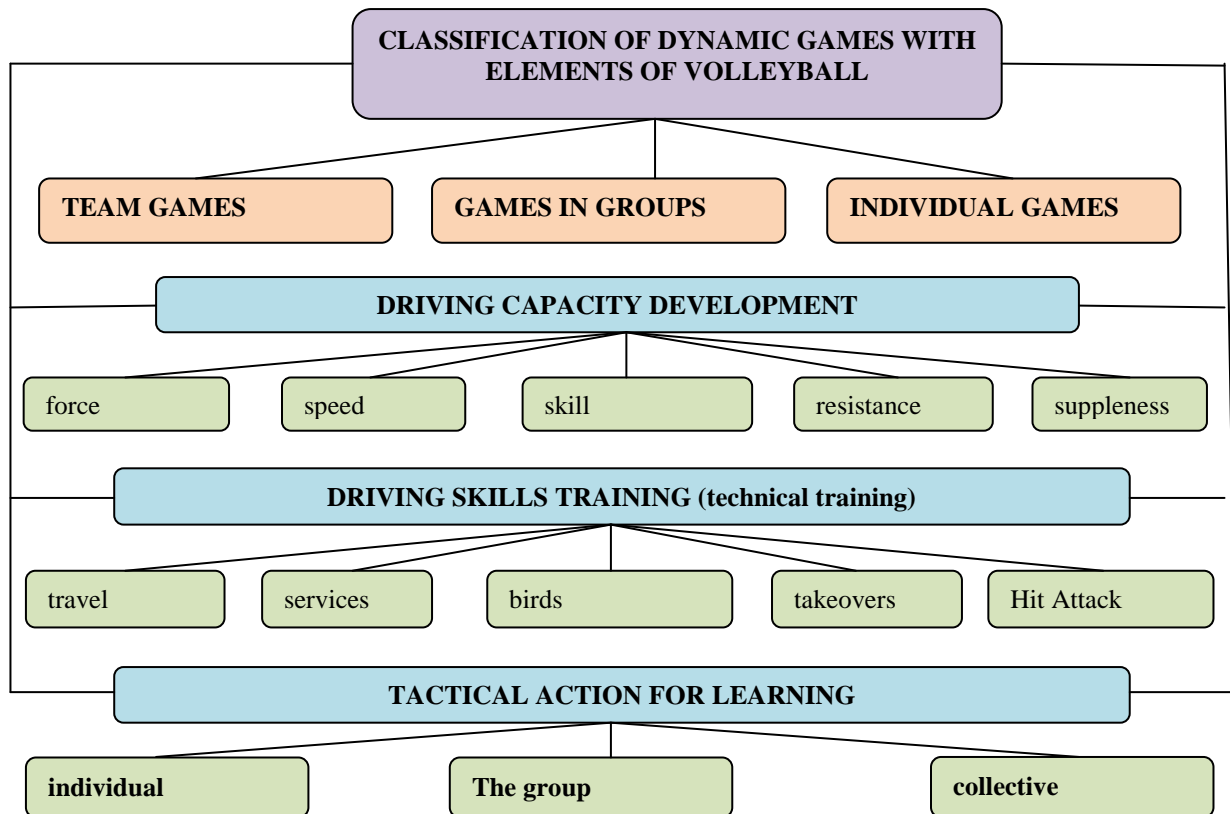 CLASSIFICATION OF DYNAMIC GAMES WITH
ELEMENTS OF VOLLEYBALL
TEAM GAMES
GAMES IN GROUPS
INDIVIDUAL GAMES
DRIVING CAPACITY DEVELOPMENT
force
speed
skill
resistance
suppleness
DRIVING SKILLS TRAINING (technical training)
travel
services
birds
takeovers
Hit Attack
TACTICAL ACTION FOR LEARNING
individual
The group
collective